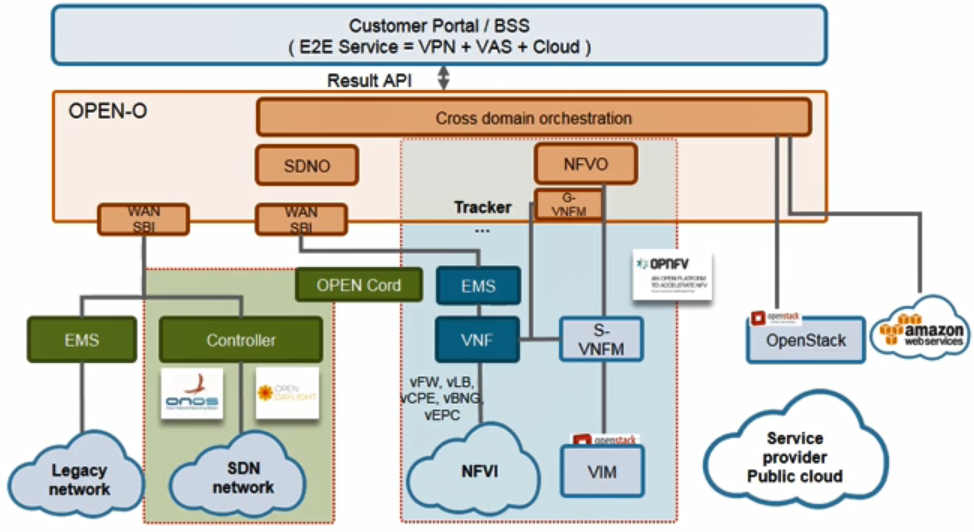 Customer Portal / BSS
( E2E Service = VPN + VAS + Cloud )
Result API
OPEN-O
Cross domain orchestration
SDNO
NFVO
G-
VNFM
WAN
SBI
WAN
SBI
Tracker
...
OPNFV
AN OPEN PLATFORM
TO ACCELERATE NFV
OPEN Cord
EMS
EMS
Controller
VNF
S-
VNFM
openstack
OpenStack
amazon
web services
onos
OPEN
DAYLIGHT
vFW, vLB,
vCPE, vBNG,
vEPC
Legacy
network
SDN
network
NFVI
openstack
VIM
Service
provider
Public cloud